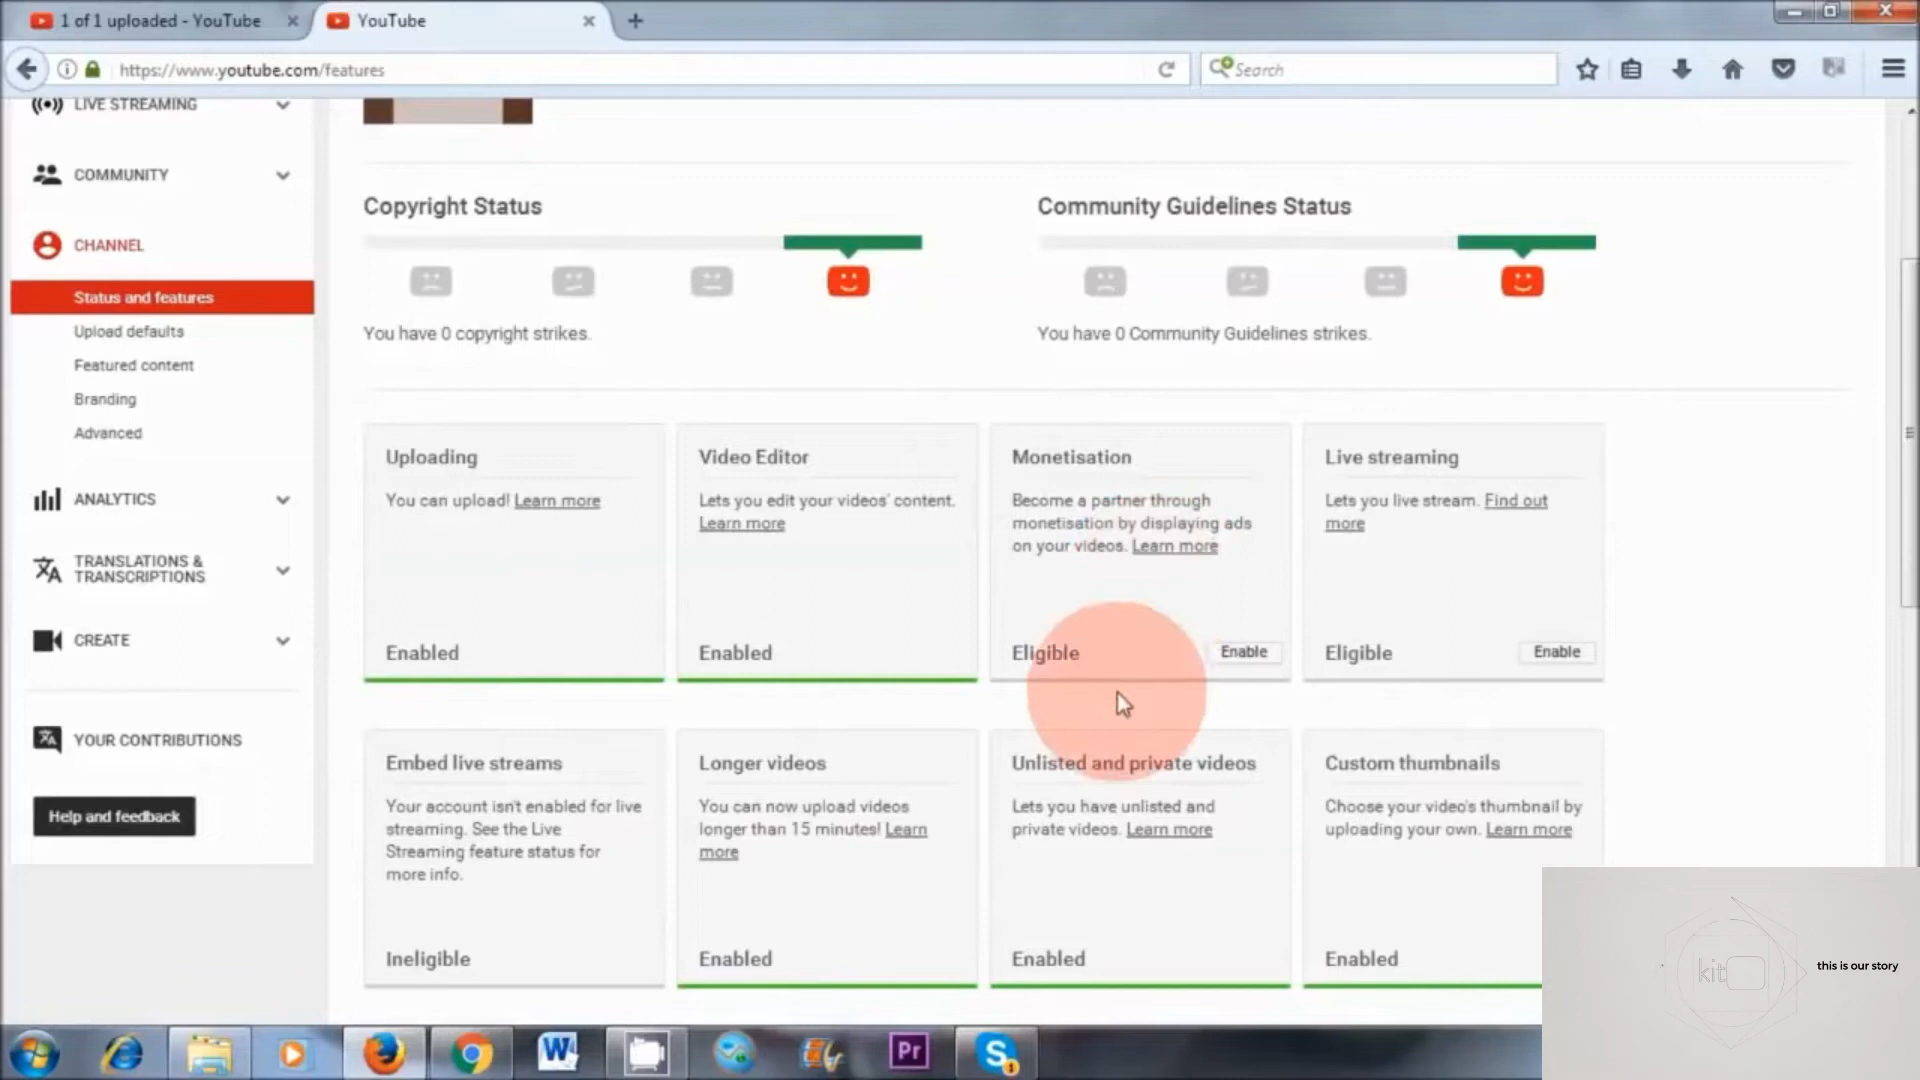 1 of 1 uploaded - YouTube
YouTube
https://www.youtube.com/features
Search
LIVE STREAMING
COMMUNITY
CHANNEL
Status and features
Upload defaults
Featured content
Branding
Advanced
ANALYTICS
TRANSLATIONS &
TRANSCRIPTIONS
CREATE
YOUR CONTRIBUTIONS
Help and feedback
Copyright Status
You have 0 copyright strikes.
Community Guidelines Status
You have 0 Community Guidelines strikes.
Uploading
You can upload! Learn more
Enabled
Video Editor
Lets you edit your videos' content.
Learn more
Enabled
Monetisation
Become a partner through
monetisation by displaying ads
on your videos. Learn more
Eligible
Enable
Live streaming
Lets you live stream. Find out
more
Eligible
Enable
Embed live streams
Your account isn't enabled for live
streaming. See the Live
Streaming feature status for
more info.
Ineligible
Longer videos
You can now upload videos
longer than 15 minutes! Learn
more
Enabled
Unlisted and private videos
Lets you have unlisted and
private videos. Learn more
Enabled
Custom thumbnails
Choose your video's thumbnail by
uploading your own. Learn more
Enabled
kit
this is our story
W
Pr
S
1